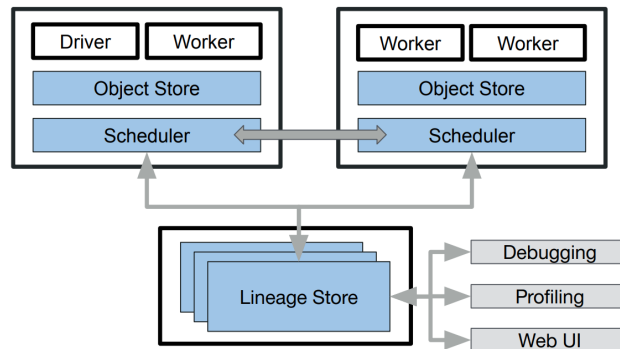 Driver
Worker
Worker
Worker
Object Store
Object Store
Scheduler
Scheduler
Lineage Store
Debugging
Profiling
Web UI